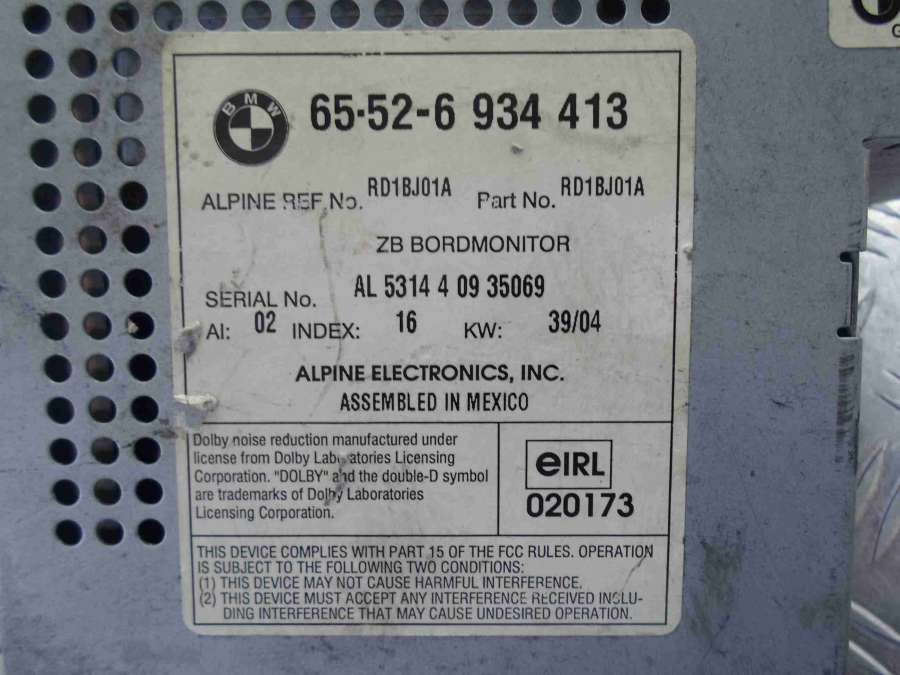 BMW
65-52-6 934 413
ALPINE REF.No. RD1BJ01A Part No. RD1BJ01A
ZB BORDMONITOR
SERIAL No. AL 5314 4 09 35069
AI: 02 INDEX: 16 KW: 39/04
ALPINE ELECTRONICS, INC.
ASSEMBLED IN MEXICO
Dolby noise reduction manufactured under
license from Dolby Laboratories Licensing
Corporation. "DOLBY" and the double-D symbol
are trademarks of Dolby Laboratories
Licensing Corporation.
eIRL
020173
THIS DEVICE COMPLIES WITH PART 15 OF THE FCC RULES. OPERATION
IS SUBJECT TO THE FOLLOWING TWO CONDITIONS:
(1) THIS DEVICE MAY NOT CAUSE HARMFUL INTERFERENCE.
(2) THIS DEVICE MUST ACCEPT ANY INTERFERENCE RECEIVED INCLU-
DING INTERFERENCE THAT MAY CAUSE UNDESIRED OPERATION.